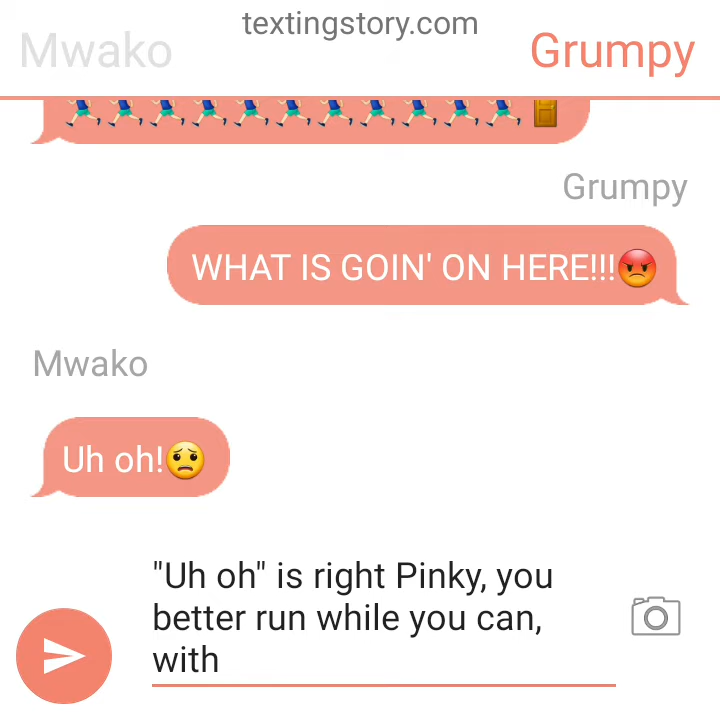 textingstory.com
Mwako
Grumpy
Grumpy
WHAT IS GOIN' ON HERE!!!😡
Mwako
Uh oh!😟
"Uh oh" is right Pinky, you
better run while you can,
with